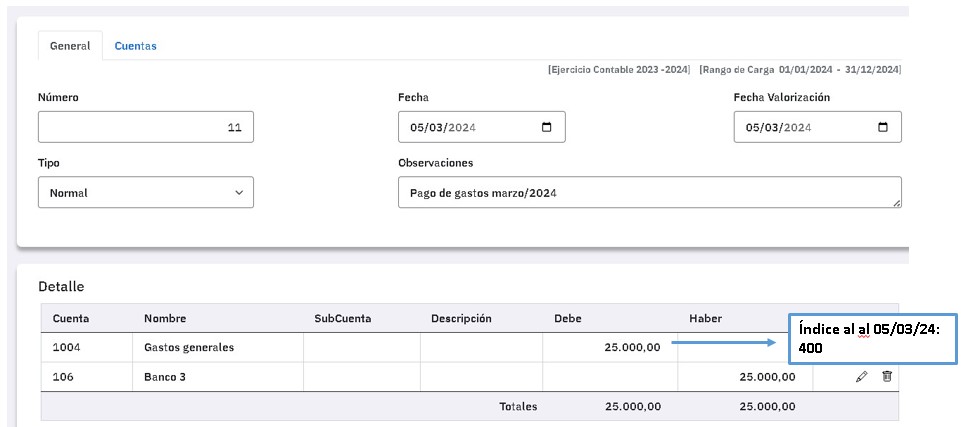 General Cuentas
[Ejercicio Contable 2023 -2024] [Rango de Carga 01/01/2024 - 31/12/2024]
Número Fecha Fecha Valorización
11 05/03/2024 05/03/2024
Tipo Observaciones
Normal Pago de gastos marzo/2024
Detalle
Cuenta Nombre SubCuenta Descripción Debe Haber
1004 Gastos generales 25.000,00
Índice al al 05/03/24:
400
106 Banco 3 25.000,00
Totales 25.000,00 25.000,00